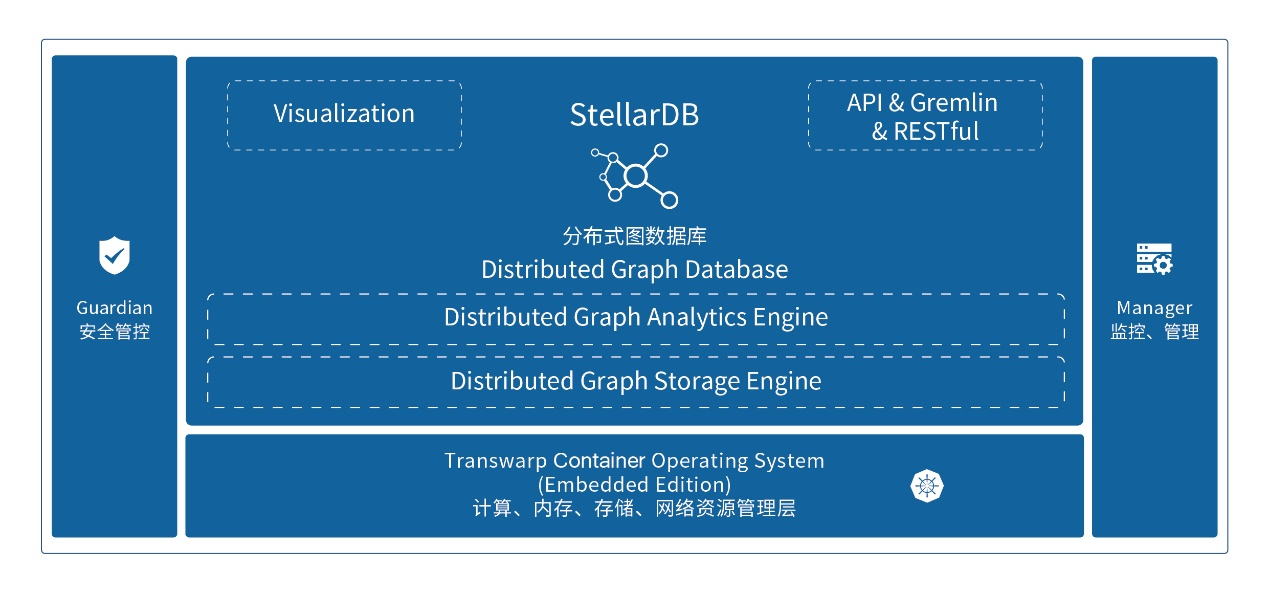 Guardian
安全管控
Visualization
StellarDB
API & Gremlin
& RESTful
分布式图数据库
Distributed Graph Database
Distributed Graph Analytics Engine
Distributed Graph Storage Engine
Transwarp Container Operating System
(Embedded Edition)
计算、内存、存储、网络资源管理层
Manager
监控、管理